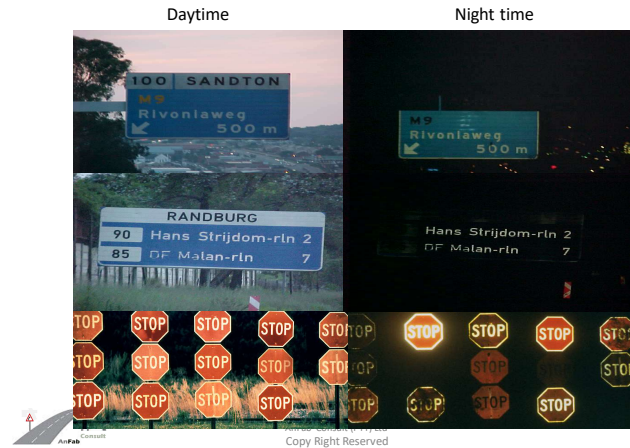 Daytime
Night time
100 SANDTON
M9
Rivoniaweg
500 m
M9
Rivoniaweg
500 m
RANDBURG
90 Hans Strijdom-rln 2
85 DF Malan-rln 7
Hans Strijdom-rln 2
DF Malan-rln 7
STOP STOP STOP STOP STOP
STOP STOP STOP STOP
STOP STOP STOP STOP STOP
STOP STOP STOP
STOP STOP STOP STOP STOP
STOP STOP STOP
AnFab Consult
Copy Right Reserved